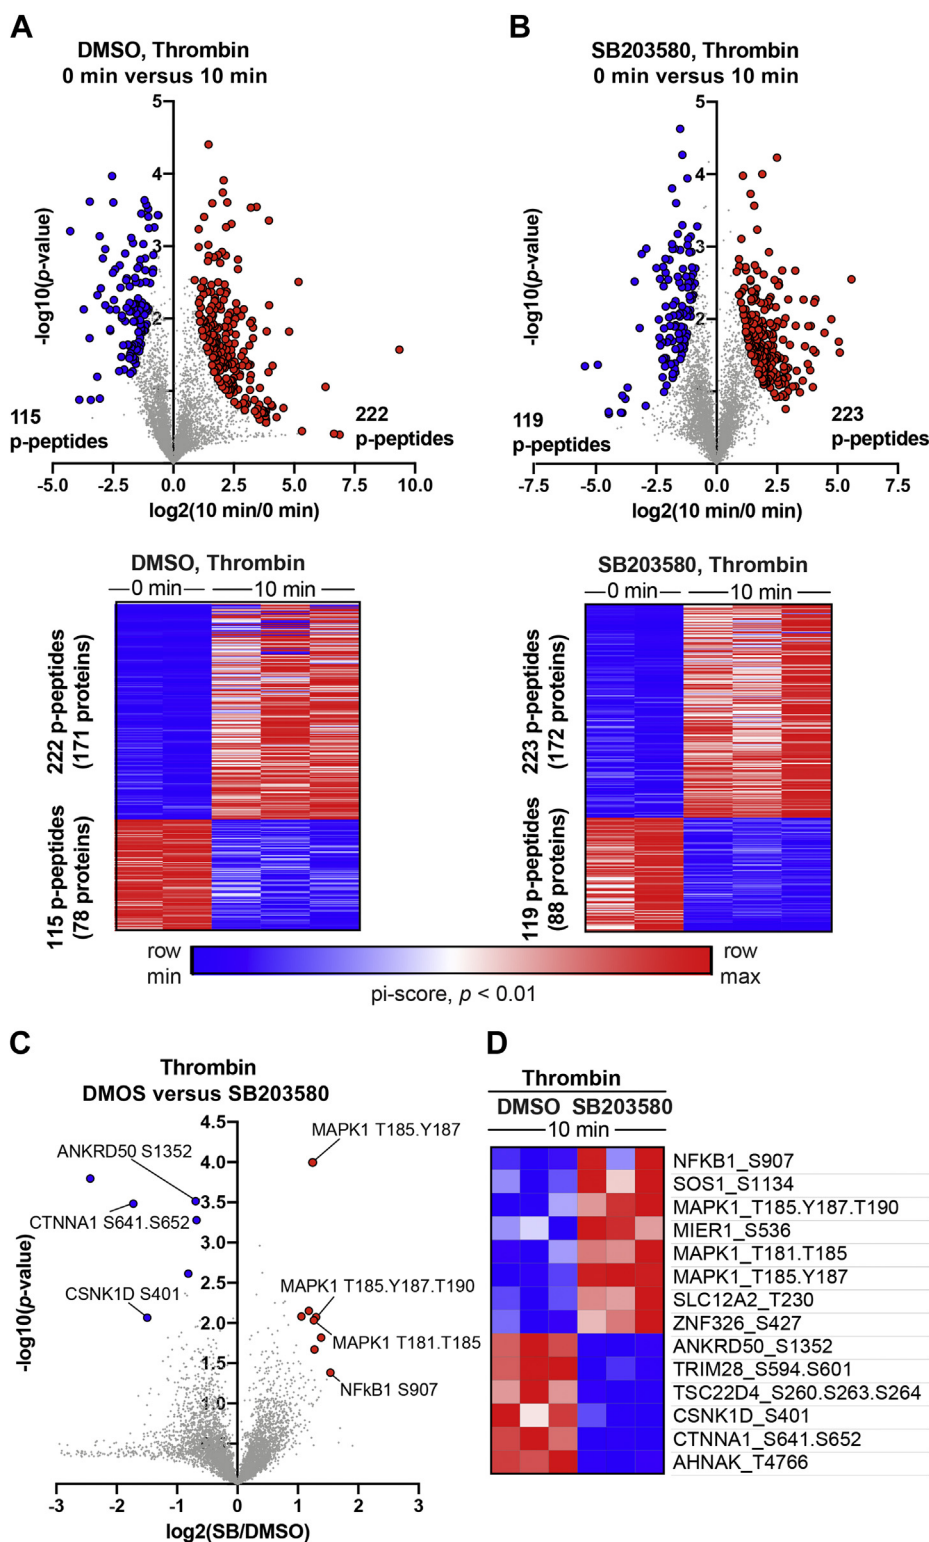 A
DMSO, Thrombin
0 min versus 10 min
5
4
3
2
-log10(p-value)
115
p-peptides
222
p-peptides
-5.0 -2.5 0.0 2.5 5.0 7.5 10.0
log2(10 min/0 min)
B
SB203580, Thrombin
0 min versus 10 min
5
4
3
2
-log10(p-value)
119
p-peptides
223
p-peptides
-7.5 -5.0 -2.5 0.0 2.5 5.0 7.5
log2(10 min/0 min)
DMSO, Thrombin
0 min 10 min
222 p-peptides
(171 proteins)
115 p-peptides
(78 proteins)
SB203580, Thrombin
0 min 10 min
223 p-peptides
(172 proteins)
119 p-peptides
(88 proteins)
row
min
row
max
pi-score, p < 0.01
C
Thrombin
DMOS versus SB203580
4.5
4.0
3.5
3.0
2.5
2.0
1.5
1.0
-log10(p-value)
MAPK1 T185.Y187
ANKRD50 S1352
CTNNA1 S641.S652
CSNK1D S401
MAPK1 T185.Y187.T190
MAPK1 T181.T185
NFkB1 S907
-3 -2 -1 0 1 2 3
log2(SB/DMSO)
D
Thrombin
DMSO SB203580
10 min
NFKB1_S907
SOS1_S1134
MAPK1_T185.Y187.T190
MIER1_S536
MAPK1_T181.T185
MAPK1_T185.Y187
SLC12A2_T230
ZNF326_S427
ANKRD50_S1352
TRIM28_S594.S601
TSC22D4_S260.S263.S264
CSNK1D_S401
CTNNA1_S641.S652
AHNAK_T4766